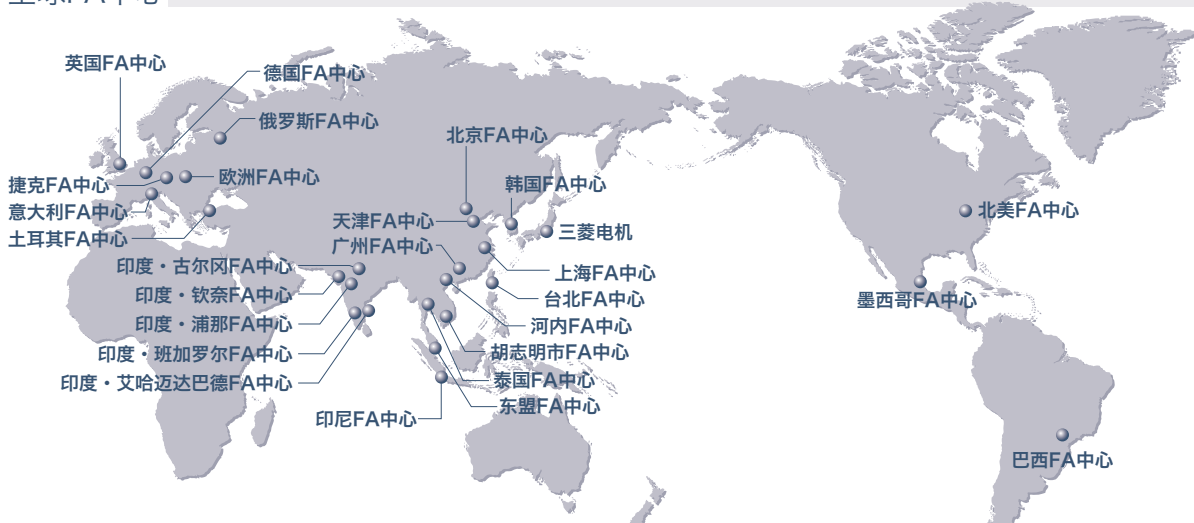 全球FA中心
英国FA中心
德国FA中心
俄罗斯FA中心
北京FA中心
捷克FA中心
欧洲FA中心
韩国FA中心
意大利FA中心
北美FA中心
天津FA中心
三菱电机
土耳其FA中心
广州FA中心
印度・古尔冈FA中心
上海FA中心
印度・钦奈FA中心
台北FA中心
墨西哥FA中心
印度・浦那FA中心
河内FA中心
印度・班加罗尔FA中心
胡志明市FA中心
印度・艾哈迈达巴德FA中心
泰国FA中心
东盟FA中心
印尼FA中心
巴西FA中心